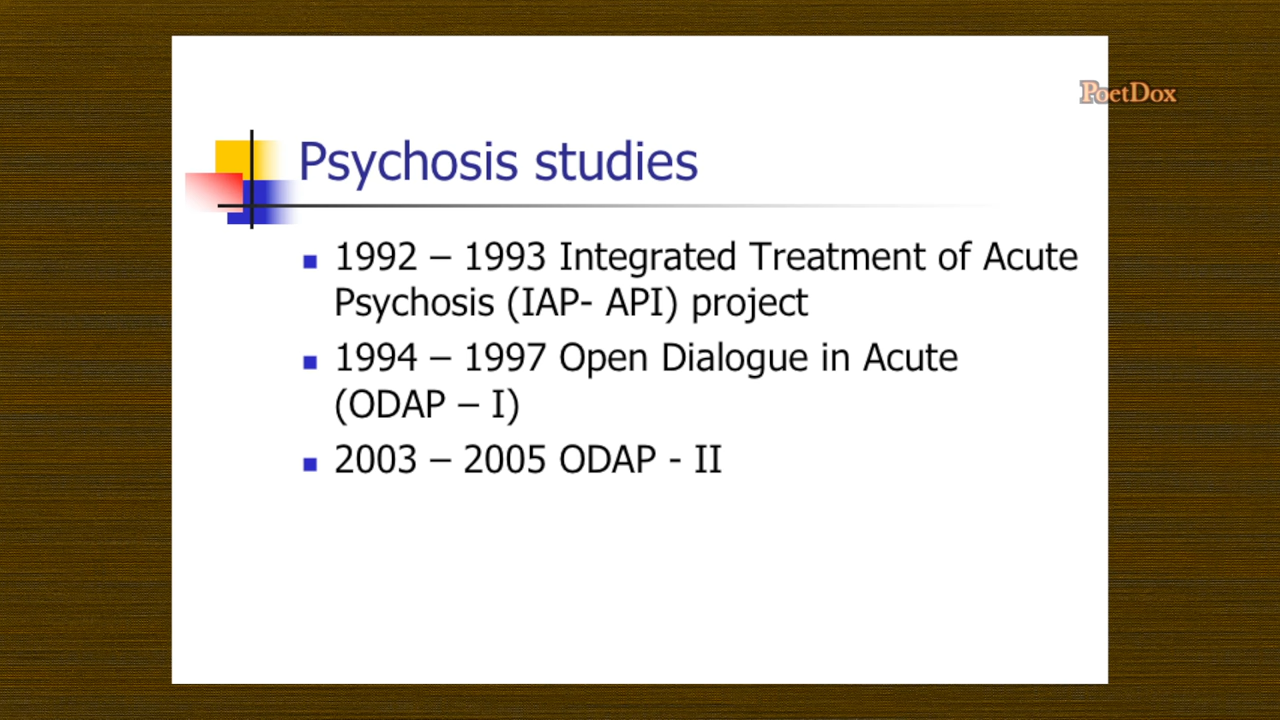 PoetDox
Psychosis studies
1992 – 1993 Integrated Treatment of Acute
Psychosis (IAP- API) project
1994 – 1997 Open Dialogue in Acute
(ODAP – I)
2003 – 2005 ODAP - II